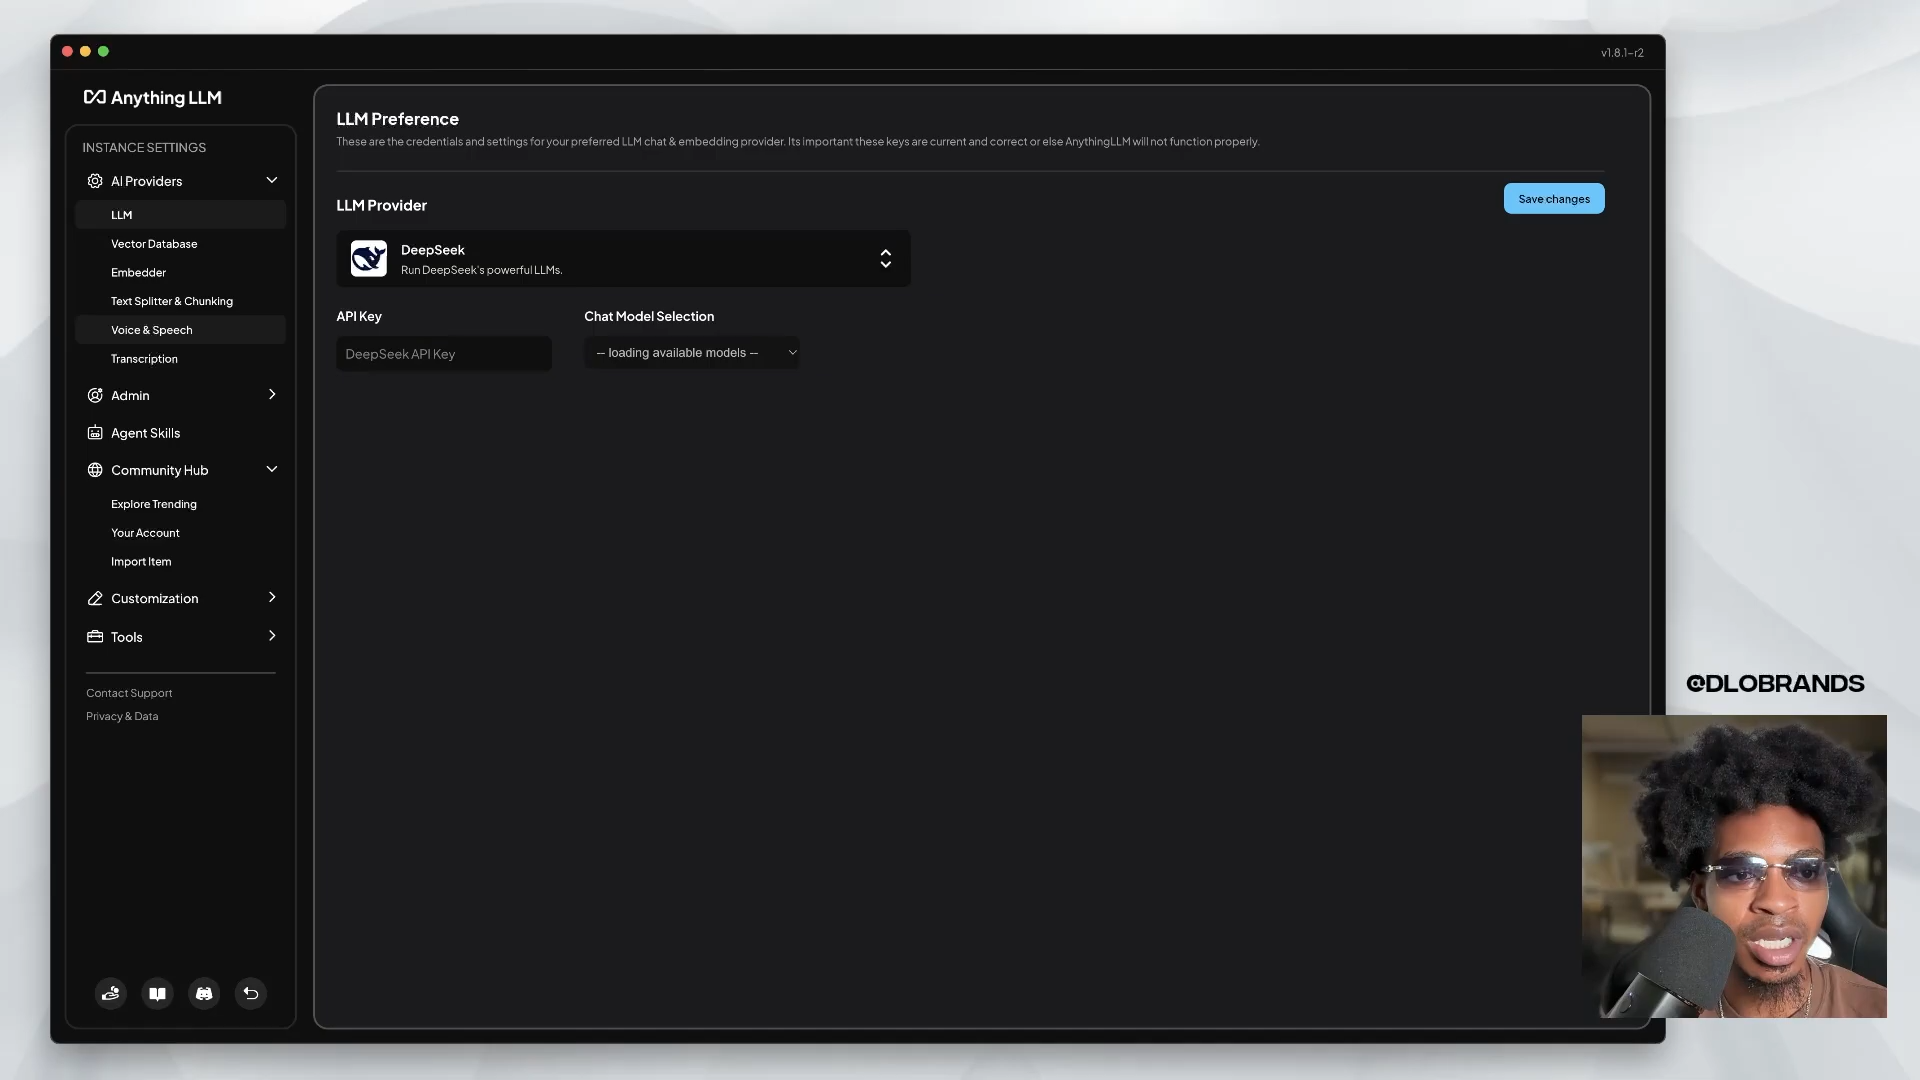 v1.8.1-r2
Anything LLM
INSTANCE SETTINGS
AI Providers
LLM
Vector Database
Embedder
Text Splitter & Chunking
Voice & Speech
Transcription
Admin
Agent Skills
Community Hub
Explore Trending
Your Account
Import Item
Customization
Tools
Contact Support
Privacy & Data
LLM Preference
These are the credentials and settings for your preferred LLM chat & embedding provider. Its important these keys are current and correct or else AnythingLLM will not function properly.
LLM Provider
Save changes
DeepSeek
Run DeepSeek's powerful LLMs.
API Key
Chat Model Selection
DeepSeek API Key
-- loading available models --
@DLOBRANDS